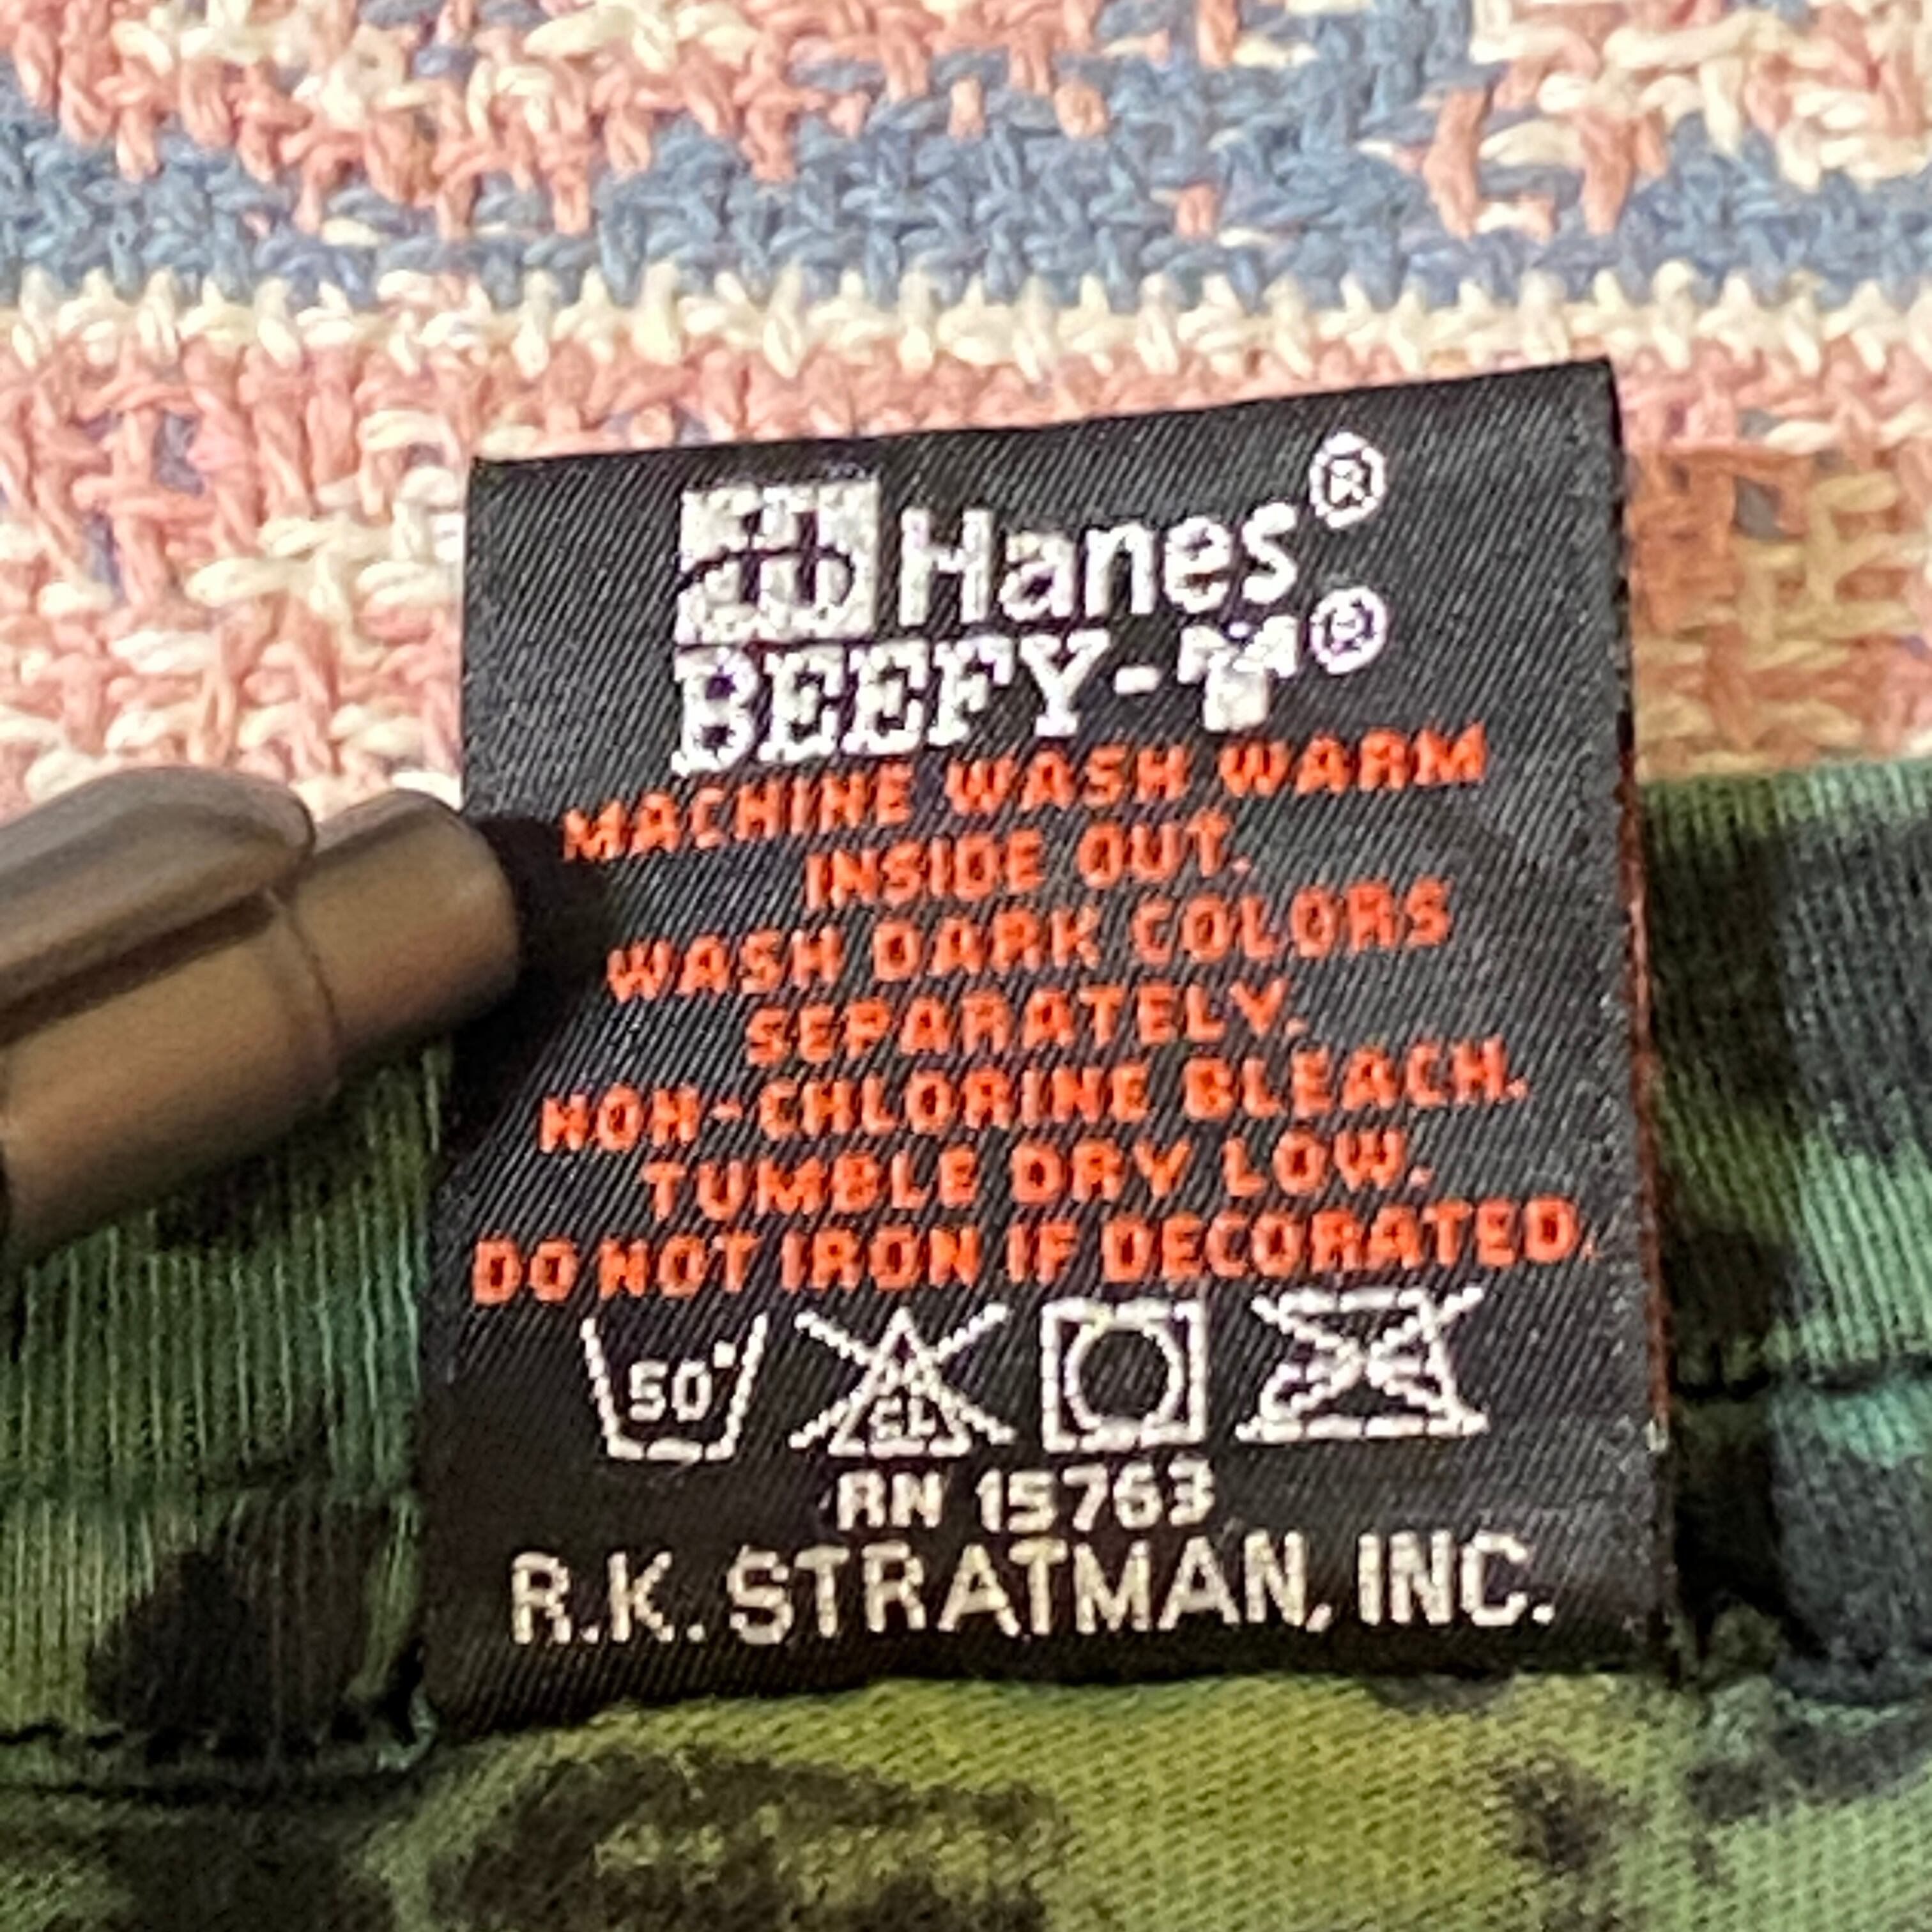 Hanes®
BEEFY-T®
MACHINE WASH WARM
INSIDE OUT.
WASH DARK COLORS
SEPARATELY.
NON-CHLORINE BLEACH.
TUMBLE DRY LOW.
DO NOT IRON IF DECORATED.
50° CL
RN 15763
R.K. STRATMAN, INC.